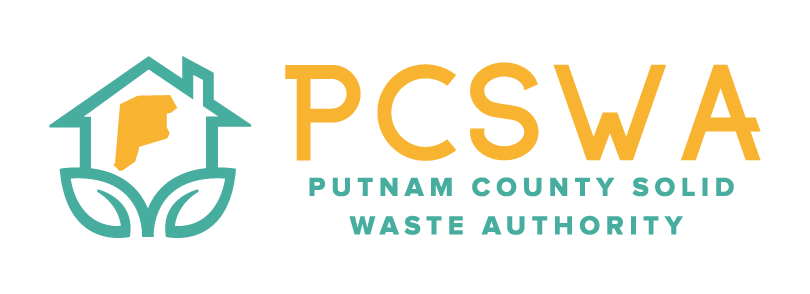 PCSWA
PUTNAM COUNTY SOLID
WASTE AUTHORITY